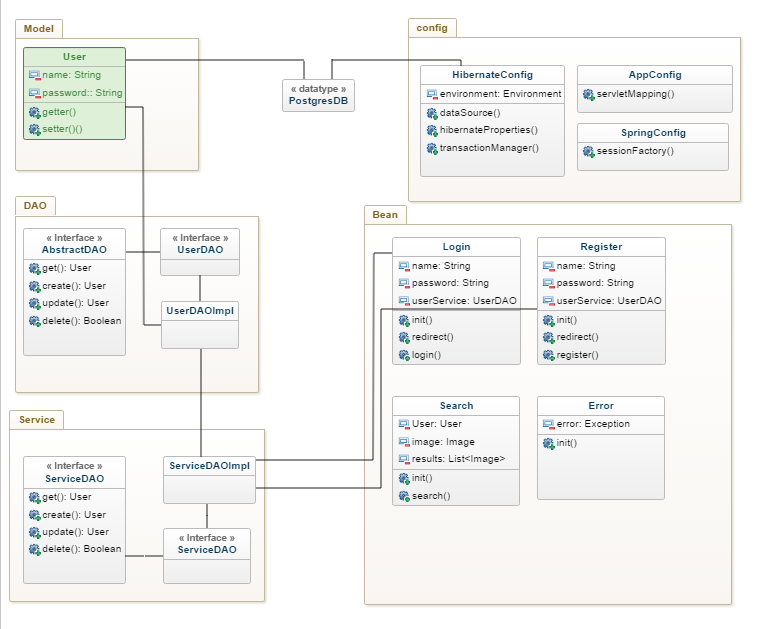 Model
User
name: String
password:: String
getter()
setter()()
« datatype »
PostgresDB
config
HibernateConfig
environment: Environment
dataSource()
hibernateProperties()
transactionManager()
AppConfig
servletMapping()
SpringConfig
sessionFactory()
DAO
« Interface »
AbstractDAO
get(): User
create(): User
update(): User
delete(): Boolean
« Interface »
UserDAO
UserDAOImpl
Bean
Login
name: String
password: String
userService: UserDAO
init()
redirect()
login()
Register
name: String
password: String
userService: UserDAO
init()
redirect()
register()
Search
User: User
image: Image
results: List<Image>
init()
search()
Error
error: Exception
init()
Service
« Interface »
ServiceDAO
get(): User
create(): User
update(): User
delete(): Boolean
ServiceDAOImpl
« Interface »
ServiceDAO